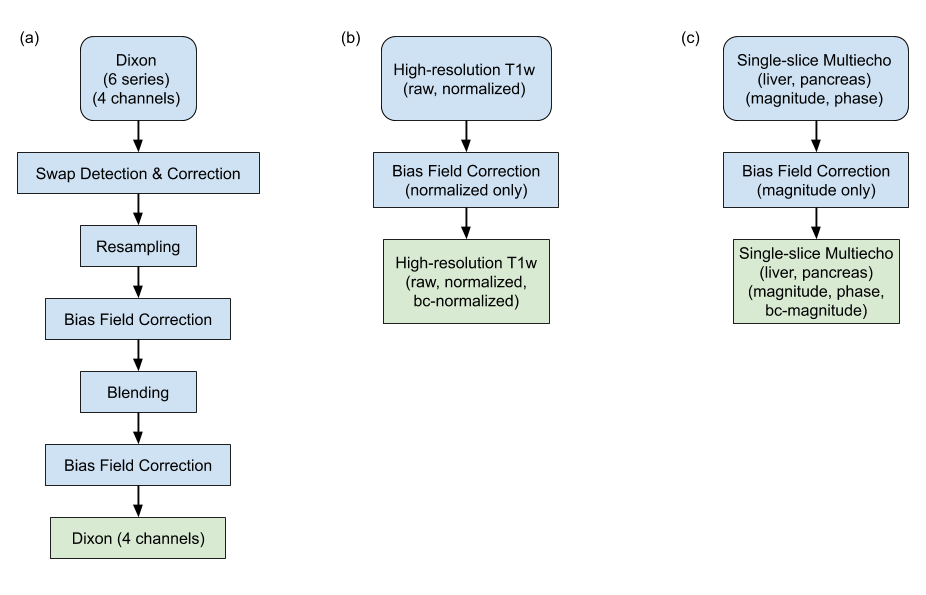 (a)
Dixon
(6 series)
(4 channels)
Swap Detection & Correction
Resampling
Bias Field Correction
Blending
Bias Field Correction
Dixon (4 channels)
(b)
High-resolution T1w
(raw, normalized)
Bias Field Correction
(normalized only)
High-resolution T1w
(raw, normalized,
bc-normalized)
(c)
Single-slice Multiecho
(liver, pancreas)
(magnitude, phase)
Bias Field Correction
(magnitude only)
Single-slice Multiecho
(liver, pancreas)
(magnitude, phase,
bc-magnitude)